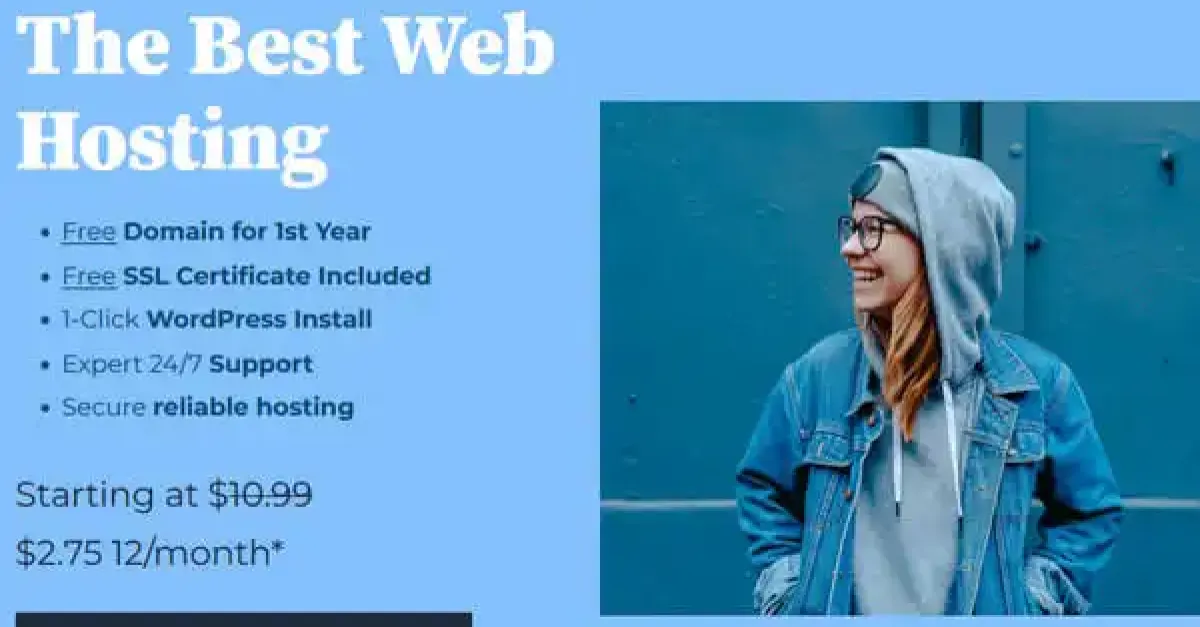 The Best Web
Hosting
• Free Domain for 1st Year
• Free SSL Certificate Included
• 1-Click WordPress Install
• Expert 24/7 Support
• Secure reliable hosting
Starting at $10.99
$2.75 12/month*